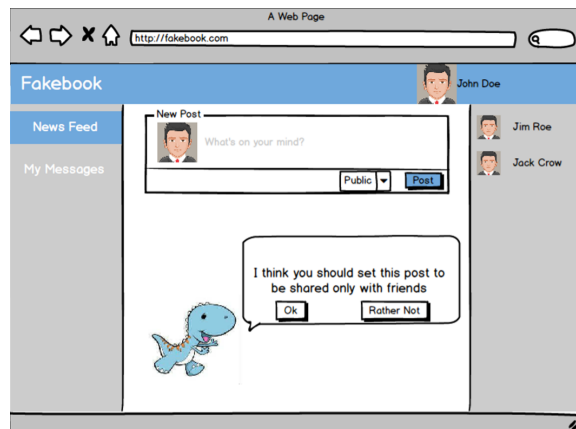 A Web Page
http://fakebook.com
Fakebook
John Doe
News Feed
My Messages
New Post
What's on your mind?
Public
Post
Jim Roe
Jack Crow
I think you should set this post to
be shared only with friends
Ok
Rather Not